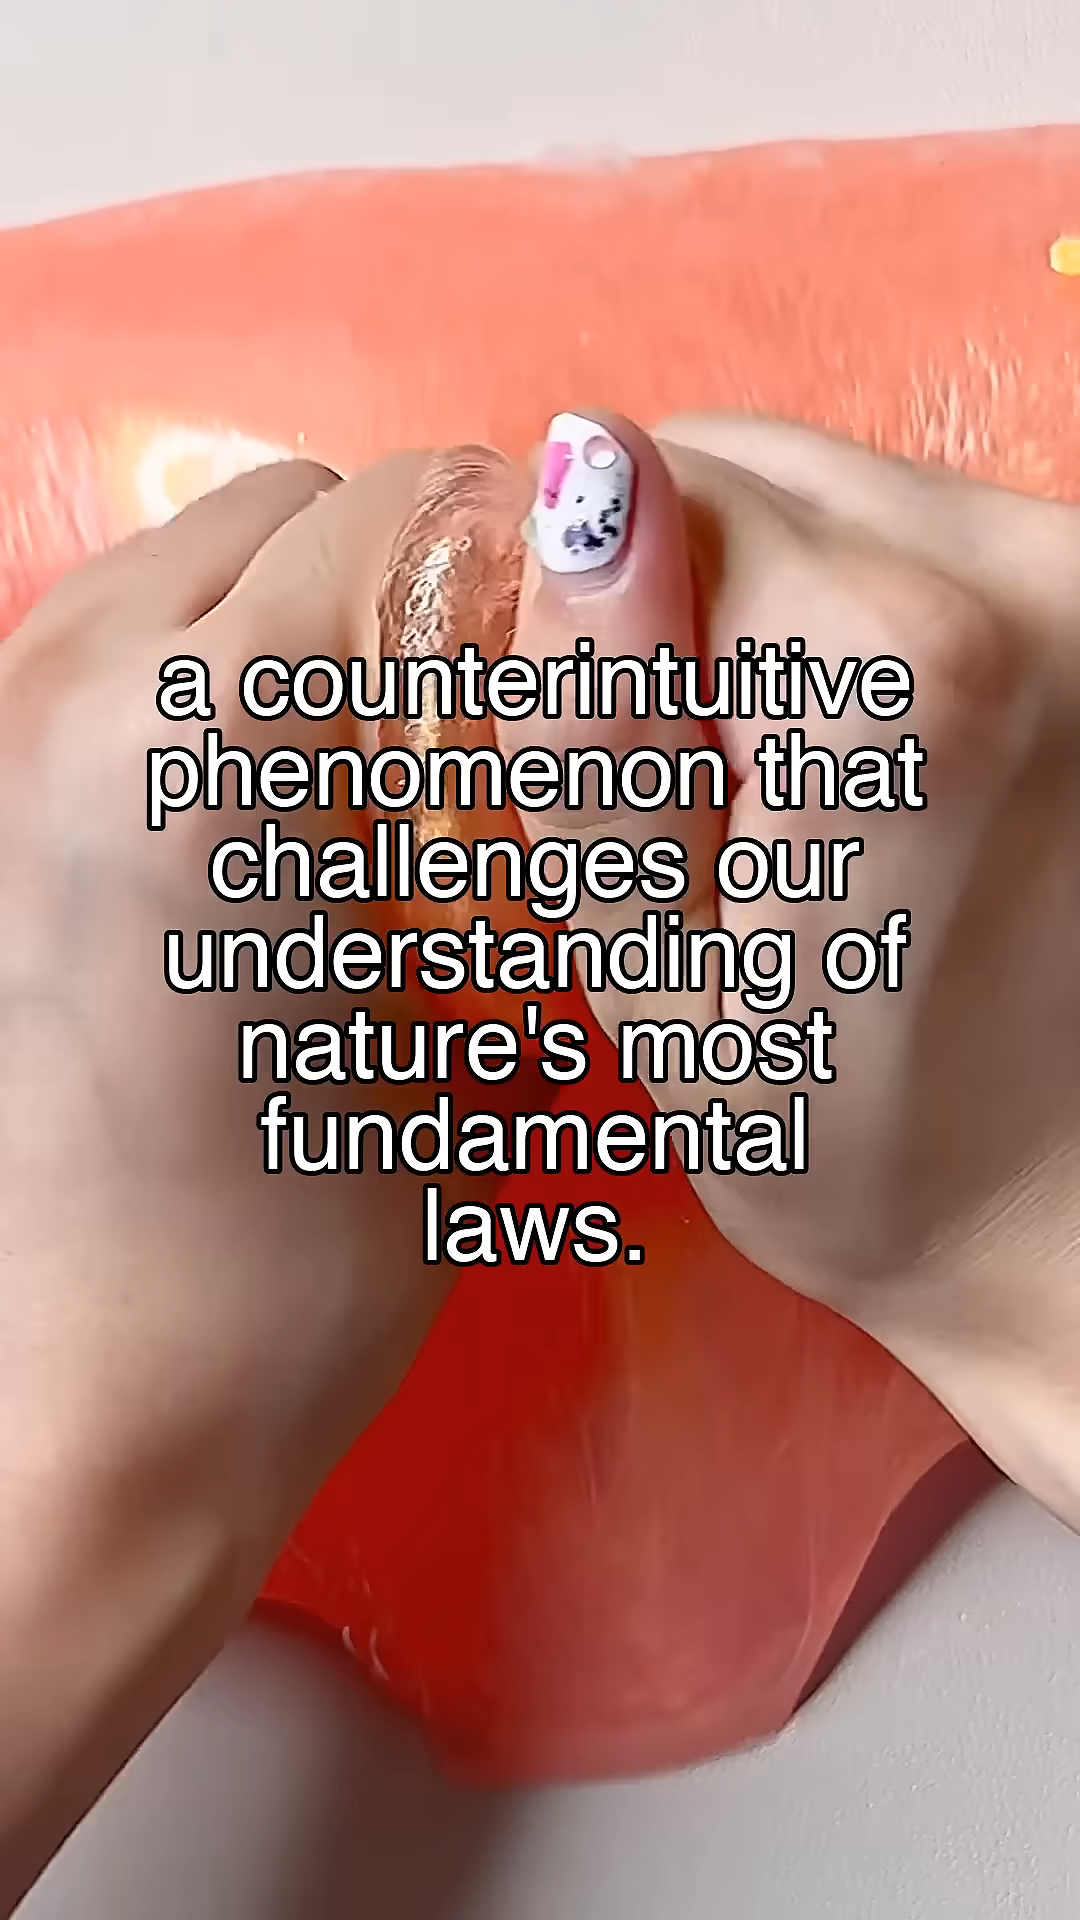 a counterintuitive
phenomenon that
challenges our
understanding of
nature's most
fundamental
laws.